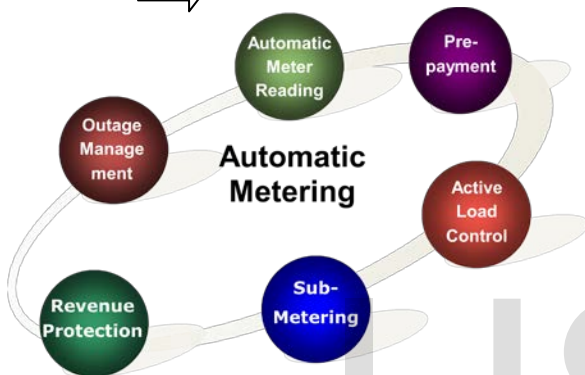 Automatic
Meter
Reading
Pre-
payment
Outage
Manage
ment
Automatic
Metering
Active
Load
Control
Sub-
Metering
Revenue
Protection